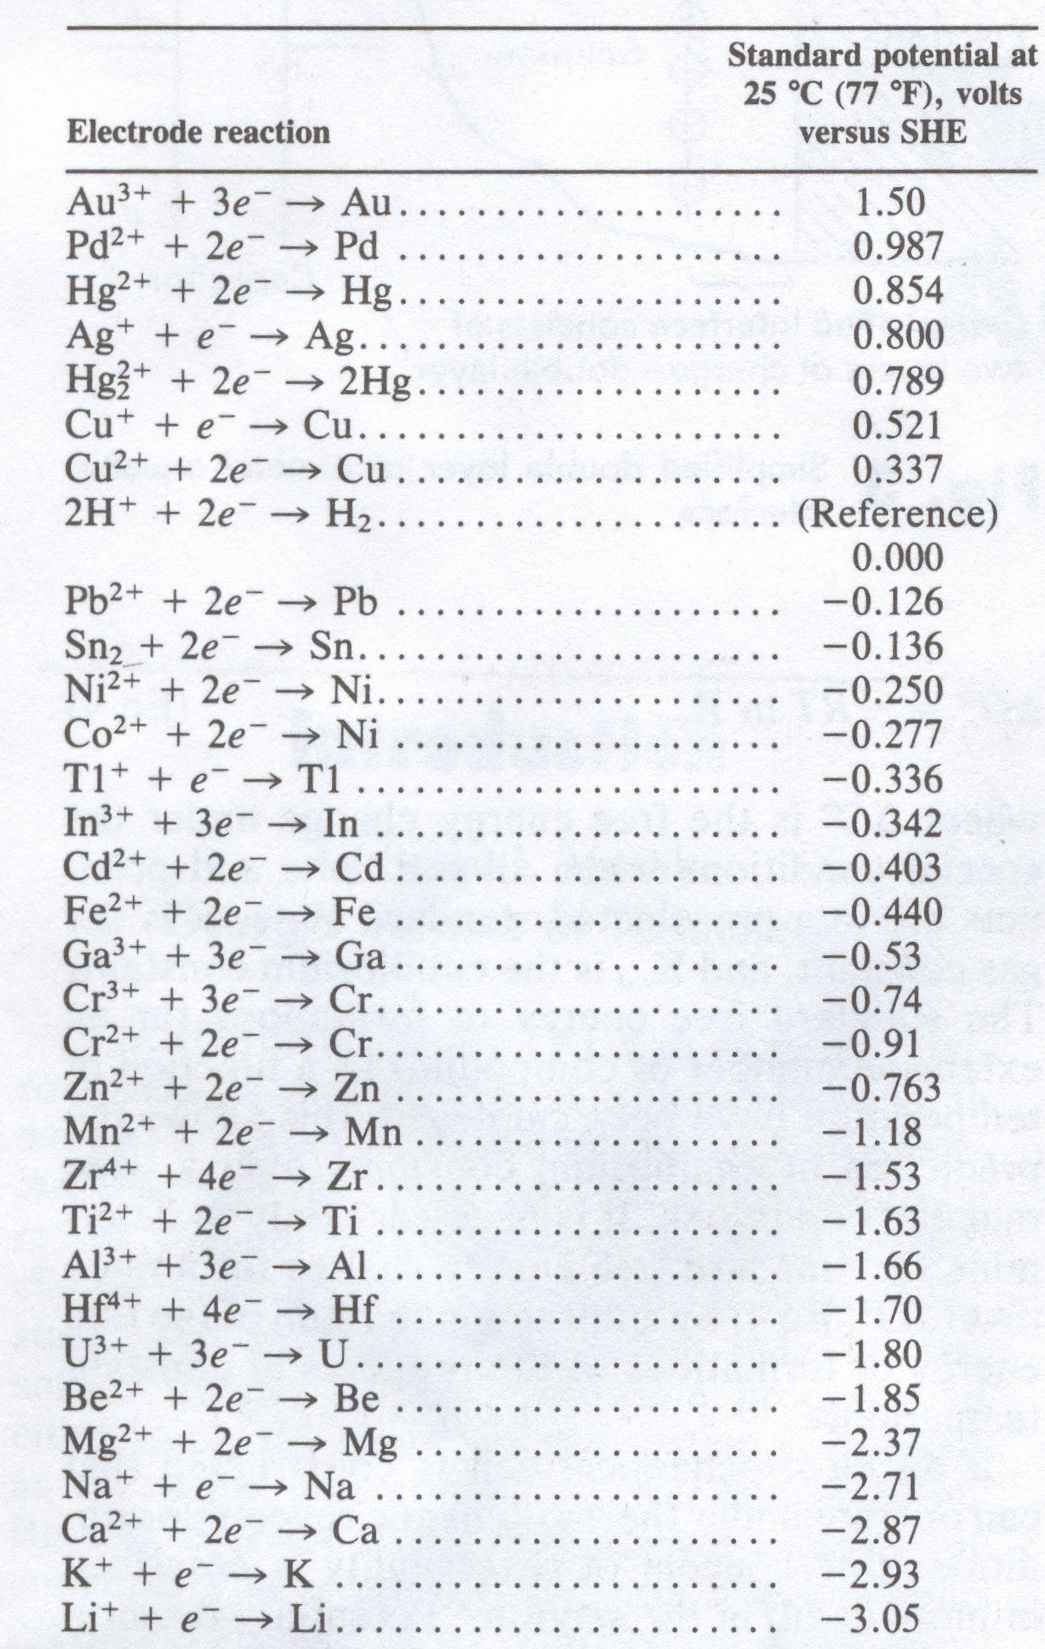 Standard potential at
25 °C (77 °F), volts
Electrode reaction versus SHE
Au³⁺ + 3e⁻ → Au..................... 1.50
Pd²⁺ + 2e⁻ → Pd .................... 0.987
Hg²⁺ + 2e⁻ → Hg.................... 0.854
Ag⁺ + e⁻ → Ag...................... 0.800
Hg₂²⁺ + 2e⁻ → 2Hg................... 0.789
Cu⁺ + e⁻ → Cu...................... 0.521
Cu²⁺ + 2e⁻ → Cu .................... 0.337
2H⁺ + 2e⁻ → H₂..................... (Reference)
0.000
Pb²⁺ + 2e⁻ → Pb .................... −0.126
Sn₂ + 2e⁻ → Sn...................... −0.136
Ni²⁺ + 2e⁻ → Ni..................... −0.250
Co²⁺ + 2e⁻ → Ni .................... −0.277
T1⁺ + e⁻ → T1 ...................... −0.336
In³⁺ + 3e⁻ → In ..................... −0.342
Cd²⁺ + 2e⁻ → Cd .................... −0.403
Fe²⁺ + 2e⁻ → Fe .................... −0.440
Ga³⁺ + 3e⁻ → Ga .................... −0.53
Cr³⁺ + 3e⁻ → Cr..................... −0.74
Cr²⁺ + 2e⁻ → Cr..................... −0.91
Zn²⁺ + 2e⁻ → Zn .................... −0.763
Mn²⁺ + 2e⁻ → Mn ................... −1.18
Zr⁴⁺ + 4e⁻ → Zr..................... −1.53
Ti²⁺ + 2e⁻ → Ti .................... −1.63
Al³⁺ + 3e⁻ → Al..................... −1.66
Hf⁴⁺ + 4e⁻ → Hf .................... −1.70
U³⁺ + 3e⁻ → U...................... −1.80
Be²⁺ + 2e⁻ → Be .................... −1.85
Mg²⁺ + 2e⁻ → Mg ................... −2.37
Na⁺ + e⁻ → Na ..................... −2.71
Ca²⁺ + 2e⁻ → Ca .................... −2.87
K⁺ + e⁻ → K ....................... −2.93
Li⁺ + e⁻ → Li....................... −3.05